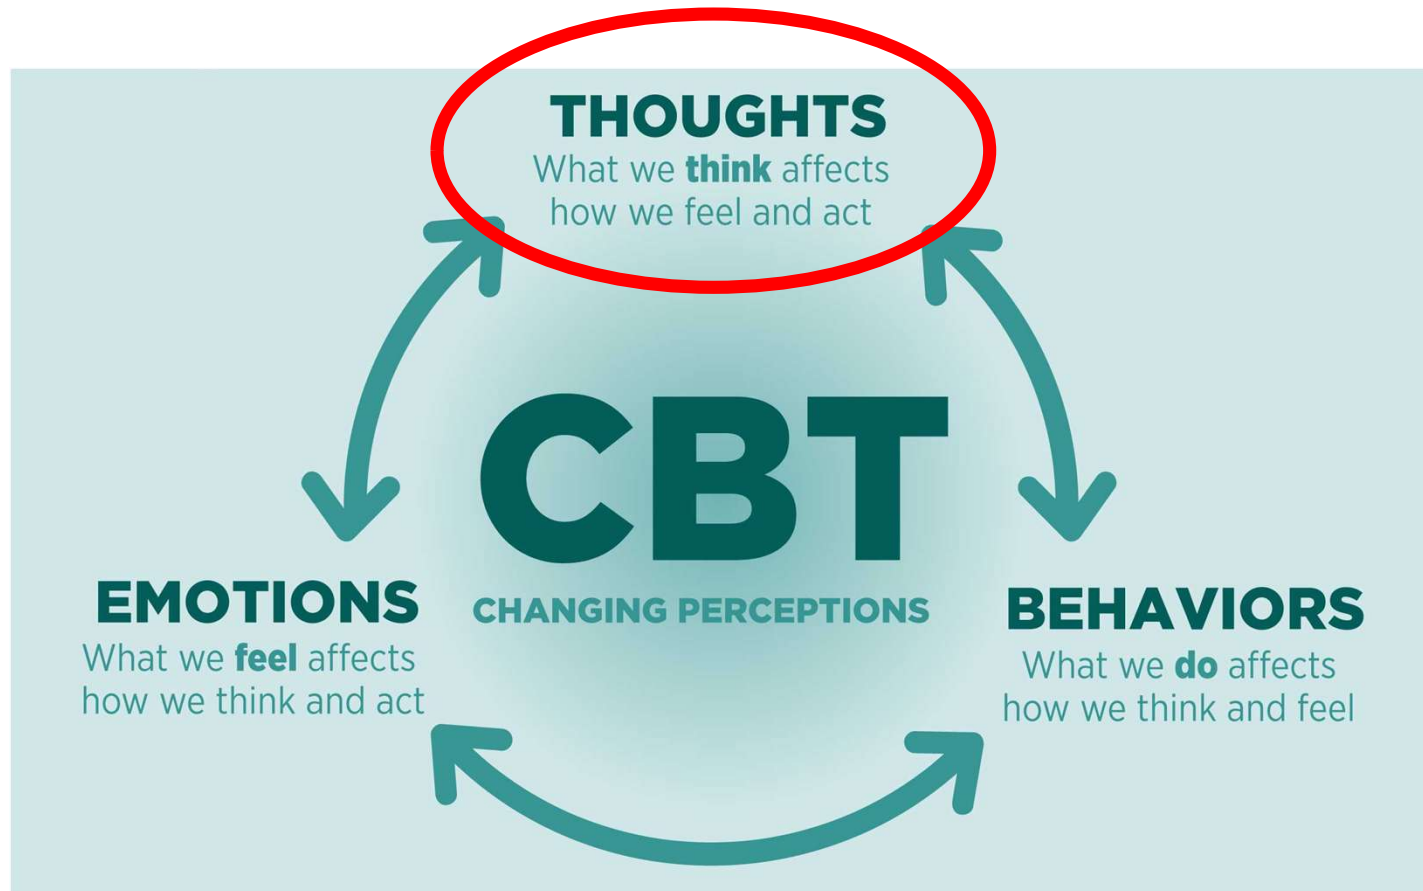 THOUGHTS
What we think affects
how we feel and act
CBT
CHANGING PERCEPTIONS
EMOTIONS
What we feel affects
how we think and act
BEHAVIORS
What we do affects
how we think and feel